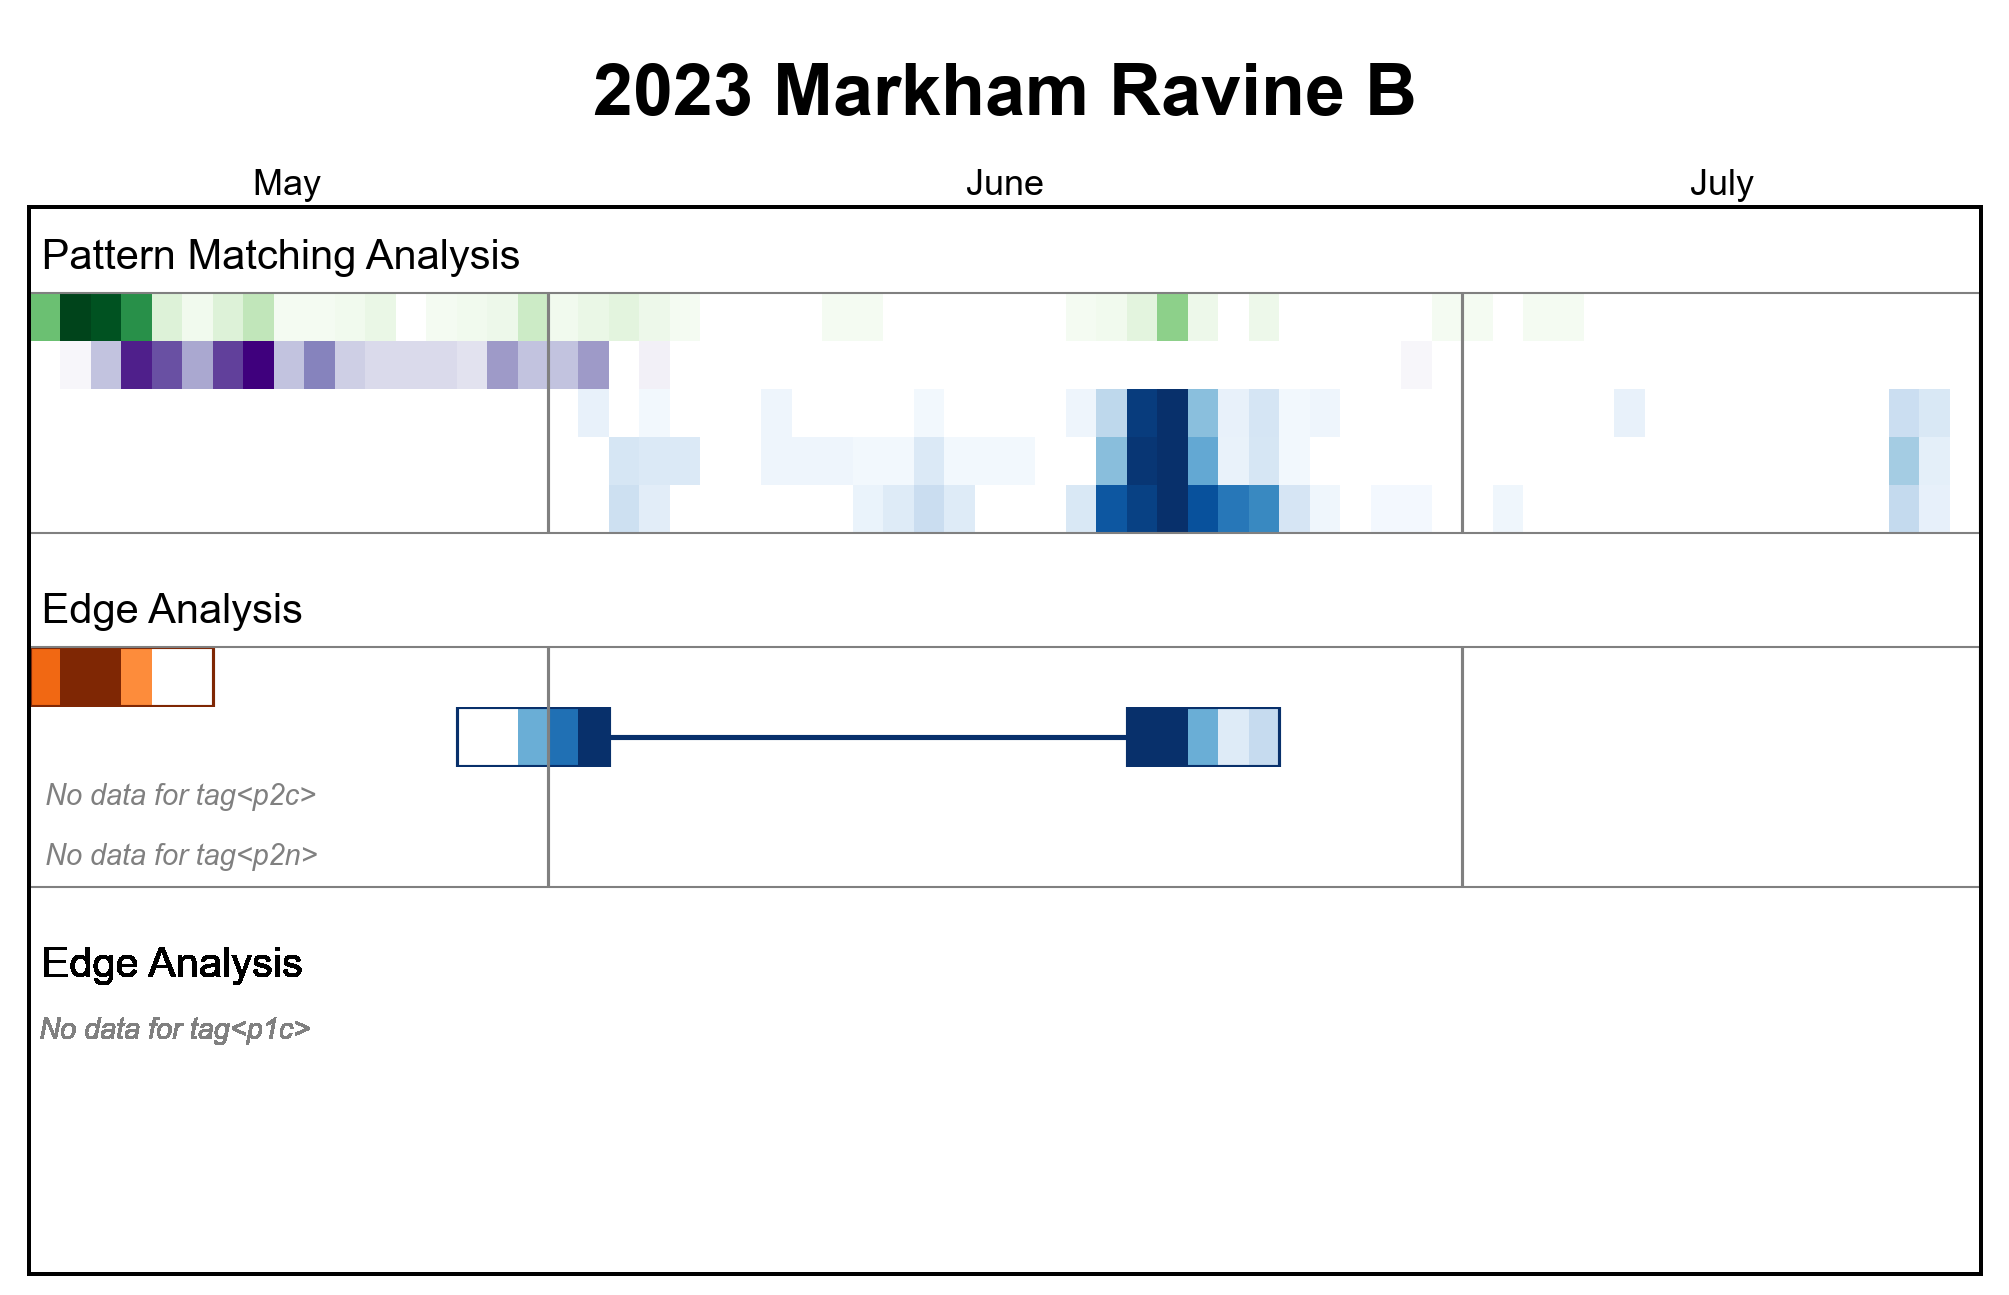 2023 Markham Ravine B
May June July
Pattern Matching Analysis
Edge Analysis
No data for tag<p2c>
No data for tag<p2n>
Edge Analysis
No data for tag<p1c>